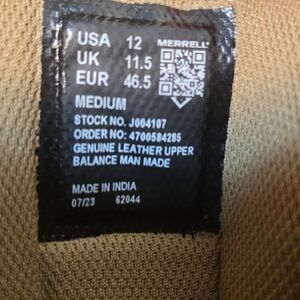 USA 12 MERRELL
UK 11.5
EUR 46.5
MEDIUM
STOCK NO. J004107
ORDER NO: 4700584285
GENUINE LEATHER UPPER
BALANCE MAN MADE
MADE IN INDIA
07/23 62044